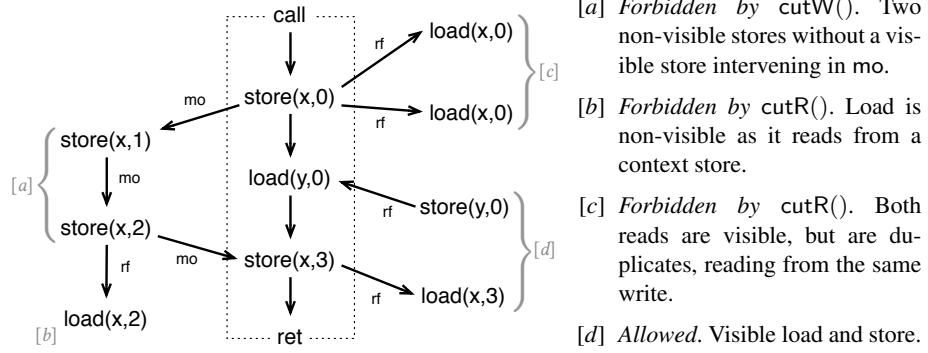 call
rf
load(x,0)
[c]
mo
store(x,0)
rf
load(x,0)
store(x,1)
[a]
mo
load(y,0)
rf
store(y,0)
store(x,2)
[d]
mo
store(x,3)
rf
rf
load(x,3)
load(x,2)
[b]
ret
[a] Forbidden by cutW(). Two
non-visible stores without a vis-
ible store intervening in mo.
[b] Forbidden by cutR(). Load is
non-visible as it reads from a
context store.
[c] Forbidden by cutR(). Both
reads are visible, but are du-
plicates, reading from the same
write.
[d] Allowed. Visible load and store.